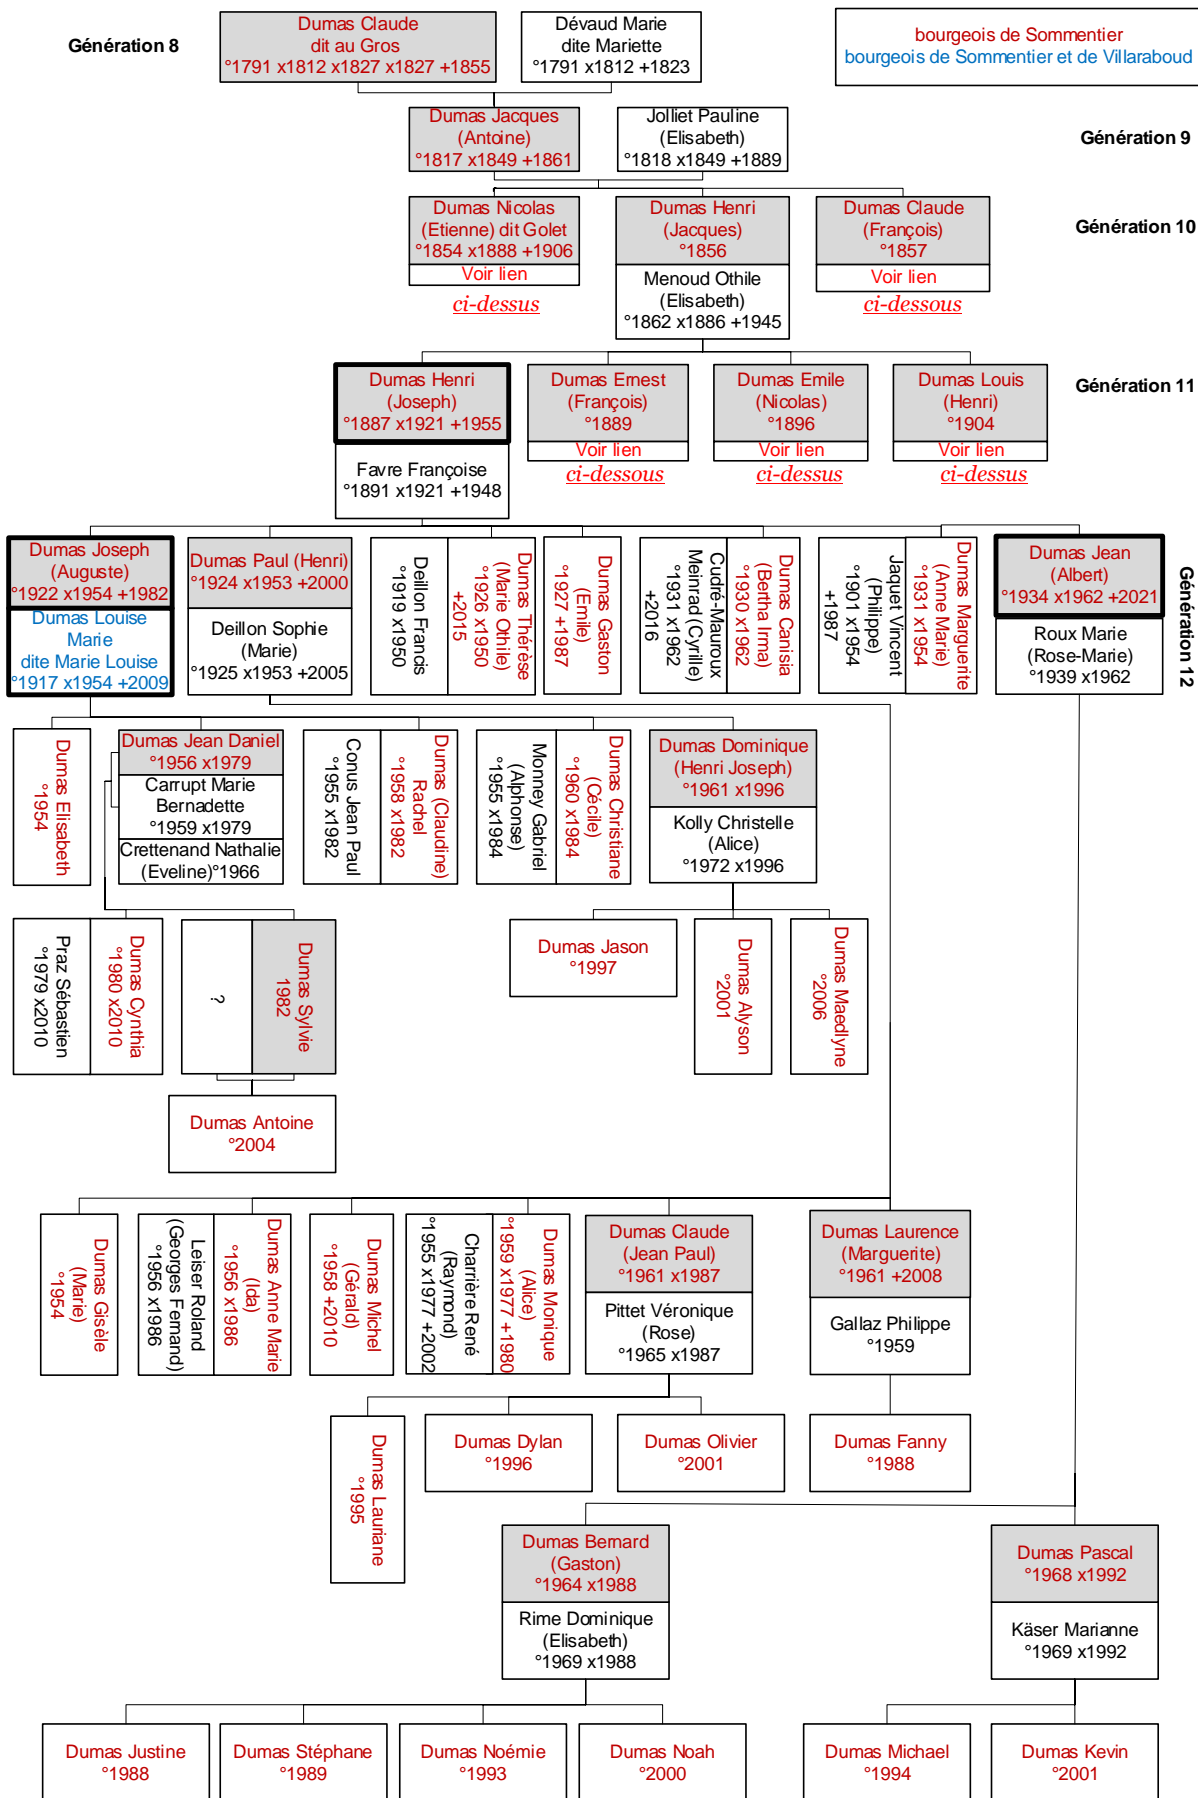 Génération 8
Dumas Claude
dit au Gros
°1791 x1812 x1827 x1827 +1855
Dévaud Marie
dite Mariette
°1791 x1812 +1823
bourgeois de Sommentier
bourgeois de Sommentier et de Villaraboud
Dumas Jacques
(Antoine)
°1817 x1849 +1861
Jolliet Pauline
(Elisabeth)
°1818 x1849 +1889
Génération 9
Dumas Nicolas
(Etienne) dit Golet
°1854 x1888 +1906
Voir lien
ci-dessus
Dumas Henri
(Jacques)
°1856
Menoud Othile
(Elisabeth)
°1862 x1886 +1945
Dumas Claude
(François)
°1857
Voir lien
ci-dessous
Génération 10
Dumas Henri
(Joseph)
°1887 x1921 +1955
Favre Françoise
°1891 x1921 +1948
Dumas Ernest
(François)
°1889
Voir lien
ci-dessous
Dumas Emile
(Nicolas)
°1896
Voir lien
ci-dessus
Dumas Louis
(Henri)
°1904
Voir lien
ci-dessus
Génération 11
Dumas Joseph
(Auguste)
°1922 x1954 +1982
Dumas Louise
Marie
dite Marie Louise
°1917 x1954 +2009
Dumas Paul (Henri)
°1924 x1953 +2000
Deillon Sophie
(Marie)
°1925 x1953 +2005
Deillon Francis
°1919 x1950
Dumas Thérèse
(Marie Othile)
°1926 x1950
+2015
Dumas Gaston
(Emile)
°1927 +1987
Cudré-Mauroux
Meinrad (Cyrille)
°1931 x1962
+2016
Dumas Canisia
(Bertha Irma)
°1930 x1962
Jaquet Vincent
(Philippe)
°1901 x1954
+1987
Dumas Marguerite
(Anne Marie)
°1931 x1954
Dumas Jean
(Albert)
°1934 x1962 +2021
Roux Marie
(Rose-Marie)
°1939 x1962
Génération 12
Dumas Elisabeth
°1954
Dumas Jean Daniel
°1956 x1979
Carrupt Marie
Bernadette
°1959 x1979
Crettenand Nathalie
(Eveline)°1966
Conus Jean Paul
°1955 x1982
Dumas (Claudine)
Rachel
°1958 x1982
Monney Gabriel
(Alphonse)
°1955 x1984
Dumas Christiane
(Cécile)
°1960 x1984
Dumas Dominique
(Henri Joseph)
°1961 x1996
Kolly Christelle
(Alice)
°1972 x1996
Praz Sébastien
°1979 x2010
Dumas Cynthia
°1980 x2010
?
Dumas Sylvie
1982
Dumas Jason
°1997
Dumas Alyson
°2001
Dumas Maedlyne
°2006
Dumas Antoine
°2004
Dumas Gisèle
(Marie)
°1954
Leiser Roland
(Georges Fernand)
°1956 x1986
Dumas Anne Marie
(Ida)
°1956 x1986
Dumas Michel
(Gérald)
°1958 +2010
Charrière René
(Raymond)
°1955 x1977 +2002
Dumas Monique
(Alice)
°1959 x1977 +1980
Dumas Claude
(Jean Paul)
°1961 x1987
Pittet Véronique
(Rose)
°1965 x1987
Dumas Laurence
(Marguerite)
°1961 +2008
Gallaz Philippe
°1959
Dumas Lauriane
°1995
Dumas Dylan
°1996
Dumas Olivier
°2001
Dumas Fanny
°1988
Dumas Bernard
(Gaston)
°1964 x1988
Rime Dominique
(Elisabeth)
°1969 x1988
Dumas Pascal
°1968 x1992
Käser Marianne
°1969 x1992
Dumas Justine
°1988
Dumas Stéphane
°1989
Dumas Noémie
°1993
Dumas Noah
°2000
Dumas Michael
°1994
Dumas Kevin
°2001